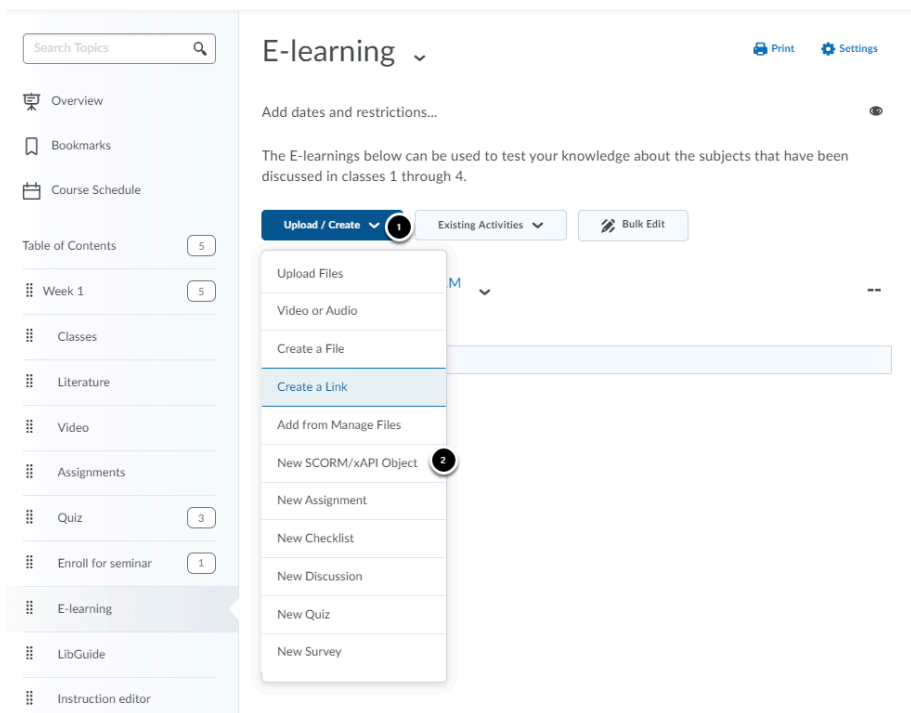 Search Topics
Overview
Bookmarks
Course Schedule
Table of Contents 5
Week 1 5
Classes
Literature
Video
Assignments
Quiz 3
Enroll for seminar 1
E-learning
LibGuide
Instruction editor
E-learning
Print Settings
Add dates and restrictions...
The E-learnings below can be used to test your knowledge about the subjects that have been
discussed in classes 1 through 4.
Upload / Create 1 Existing Activities Bulk Edit
Upload Files
M --
Video or Audio
Create a File
Create a Link
Add from Manage Files
New SCORM/xAPI Object 2
New Assignment
New Checklist
New Discussion
New Quiz
New Survey